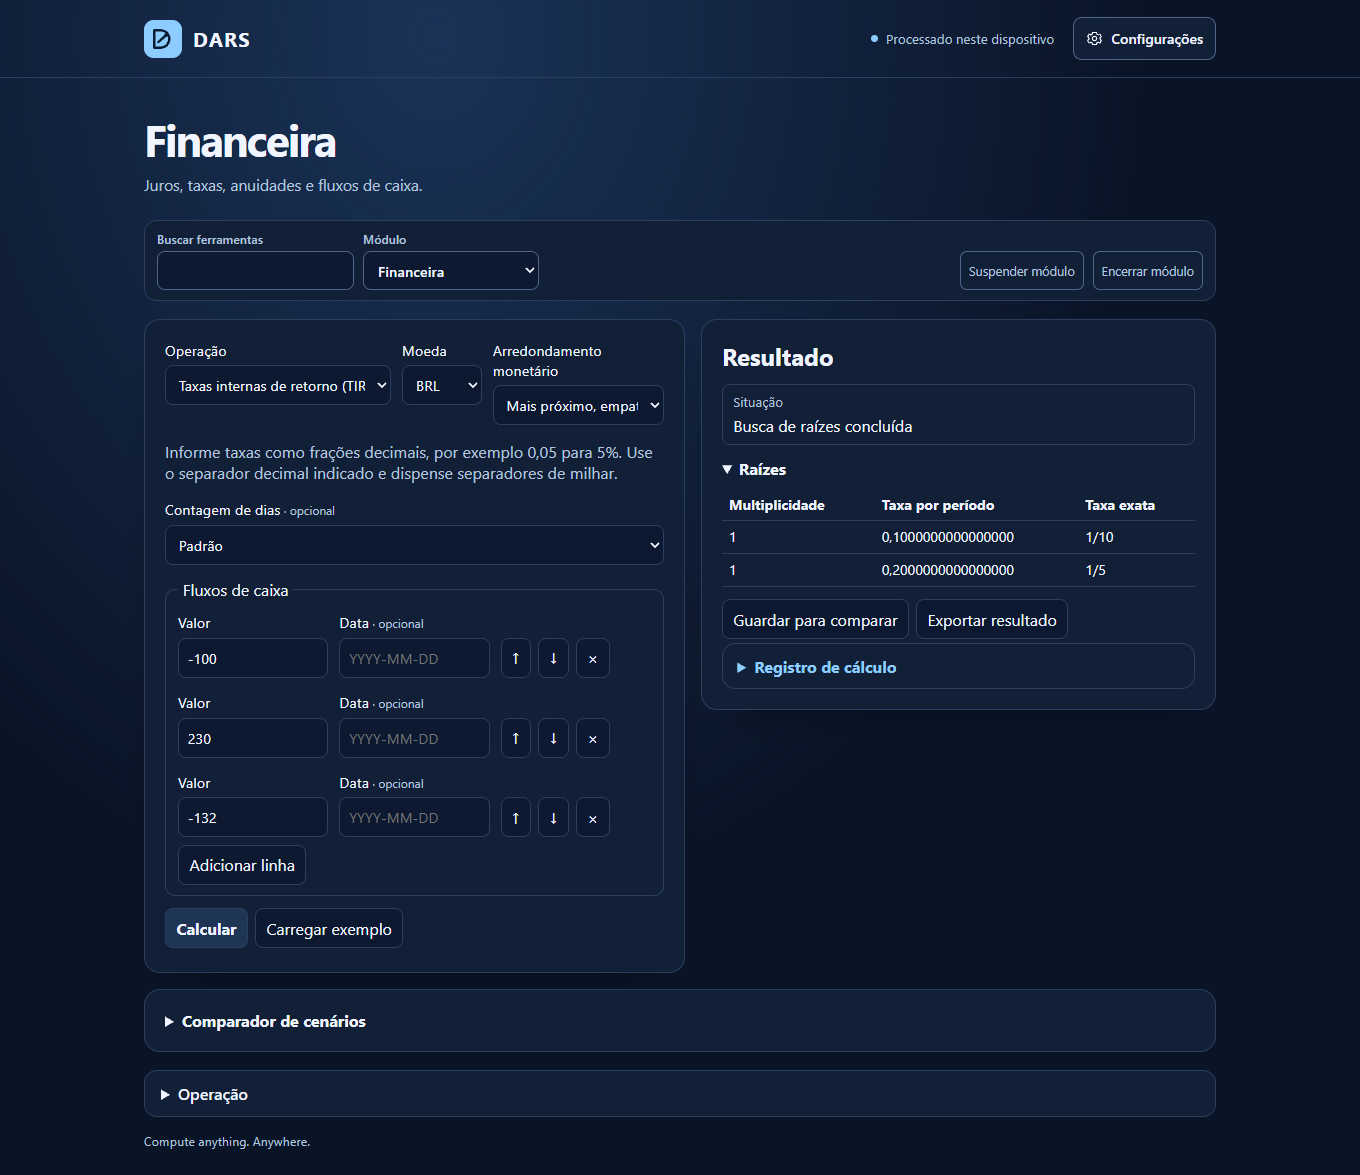 DARS
Processado neste dispositivo
Configurações
Financeira
Juros, taxas, anuidades e fluxos de caixa.
Buscar ferramentas
Módulo
Financeira
Suspender módulo
Encerrar módulo
Operação
Moeda
Arredondamento
monetário
Taxas internas de retorno (TIR
BRL
Mais próximo, empat
Informe taxas como frações decimais, por exemplo 0,05 para 5%. Use
o separador decimal indicado e dispense separadores de milhar.
Contagem de dias · opcional
Padrão
Fluxos de caixa
Valor
Data · opcional
-100
YYYY-MM-DD
↑
↓
×
Valor
Data · opcional
230
YYYY-MM-DD
↑
↓
×
Valor
Data · opcional
-132
YYYY-MM-DD
↑
↓
×
Adicionar linha
Calcular
Carregar exemplo
Resultado
Situação
Busca de raízes concluída
▼ Raízes
Multiplicidade Taxa por período Taxa exata
1 0,1000000000000000 1/10
1 0,2000000000000000 1/5
Guardar para comparar
Exportar resultado
▶ Registro de cálculo
▶ Comparador de cenários
▶ Operação
Compute anything. Anywhere.